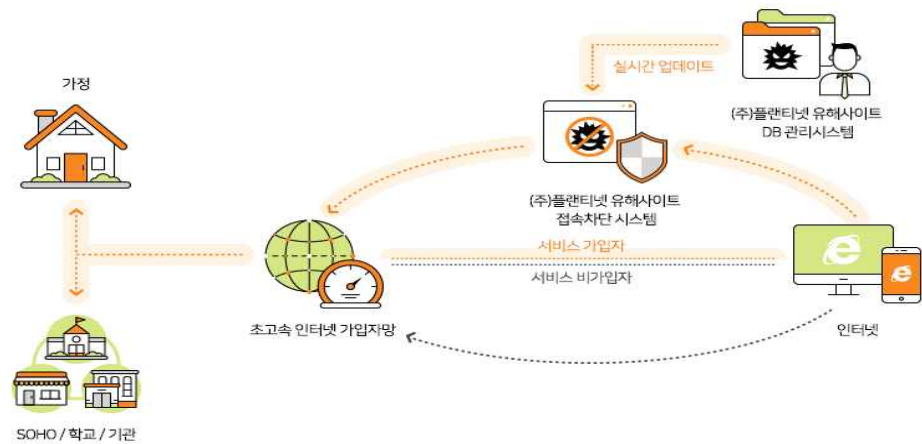 실시간 업데이트
가정
(주)플랜티넷 유해사이트
DB 관리시스템
(주)플랜티넷 유해사이트
접속차단 시스템
서비스 가입자
서비스 비가입자
초고속 인터넷 가입자망
인터넷
SOHO / 학교 / 기관